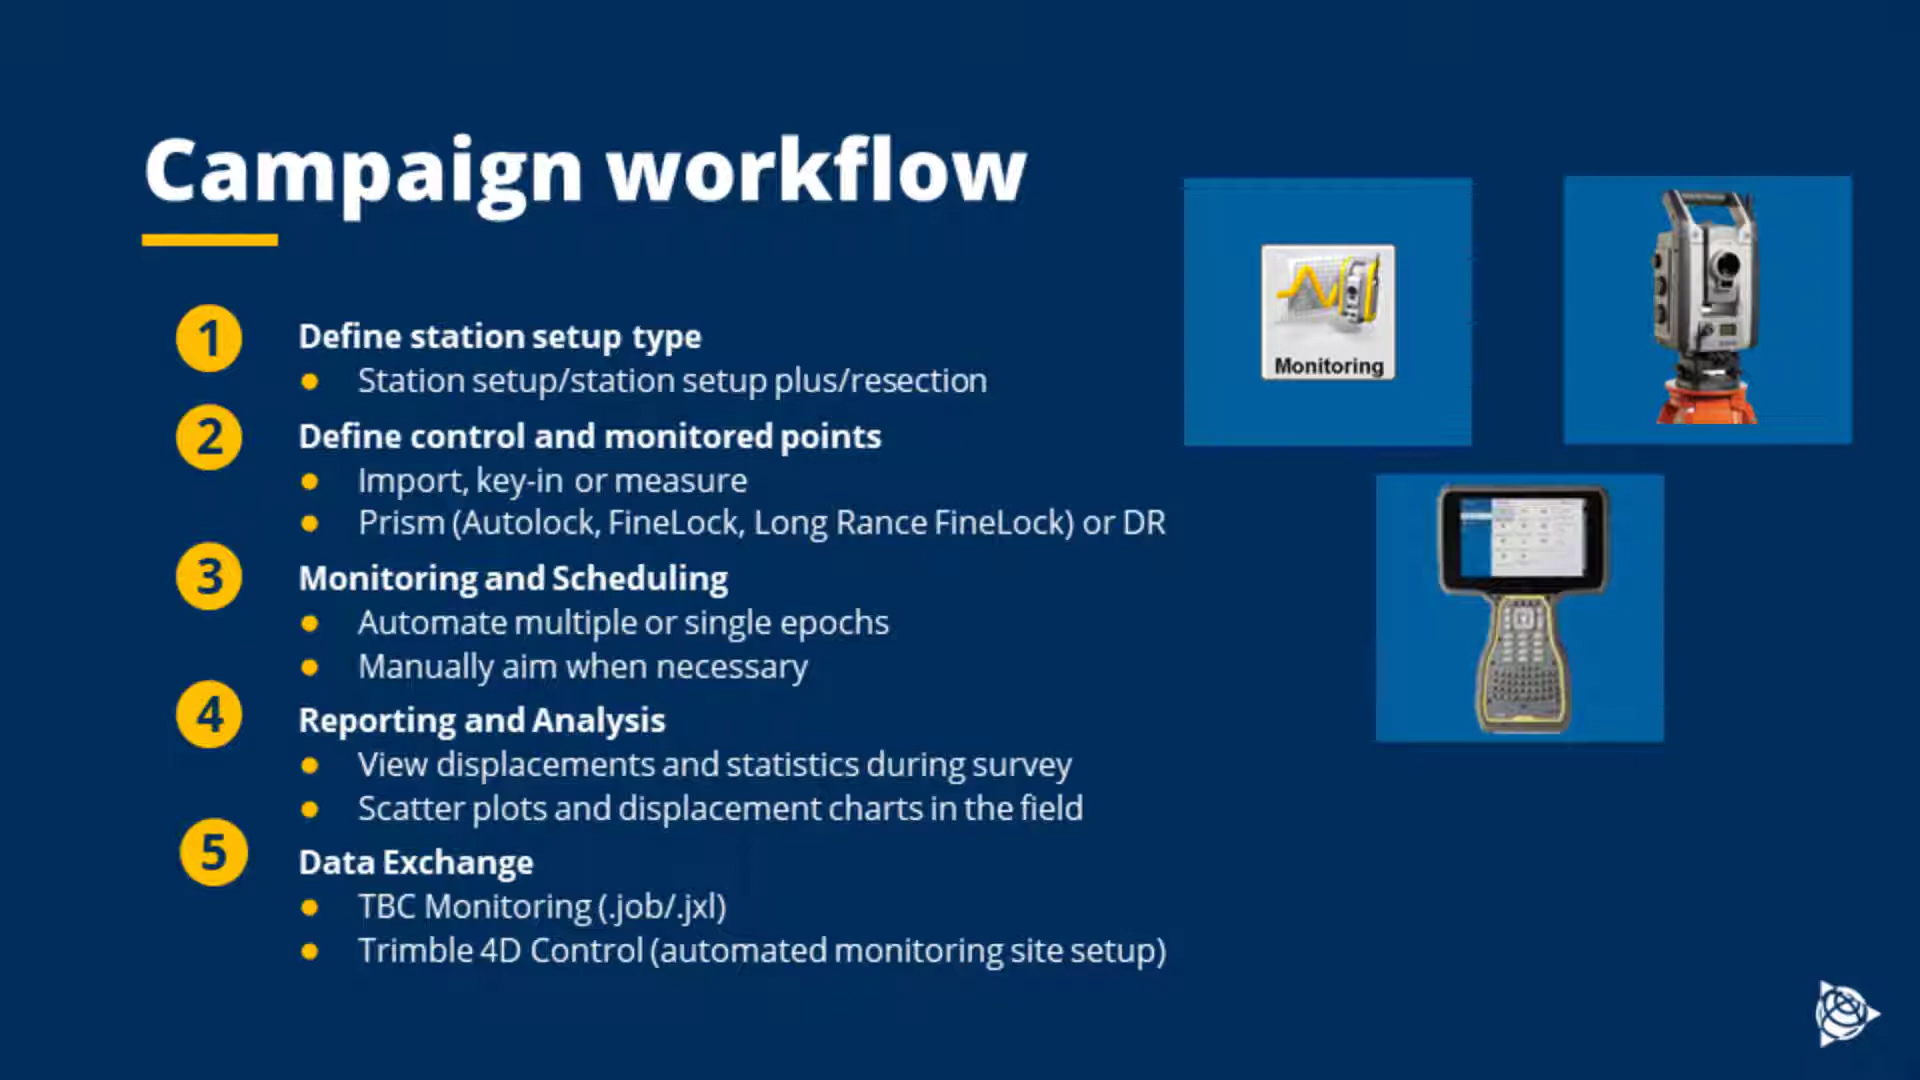 Campaign workflow
1
Define station setup type
Station setup/station setup plus/resection
2
Define control and monitored points
Import, key-in or measure
Prism (Autolock, FineLock, Long Rance FineLock) or DR
3
Monitoring and Scheduling
Automate multiple or single epochs
Manually aim when necessary
4
Reporting and Analysis
View displacements and statistics during survey
Scatter plots and displacement charts in the field
5
Data Exchange
TBC Monitoring (.job/.jxl)
Trimble 4D Control (automated monitoring site setup)
Monitoring